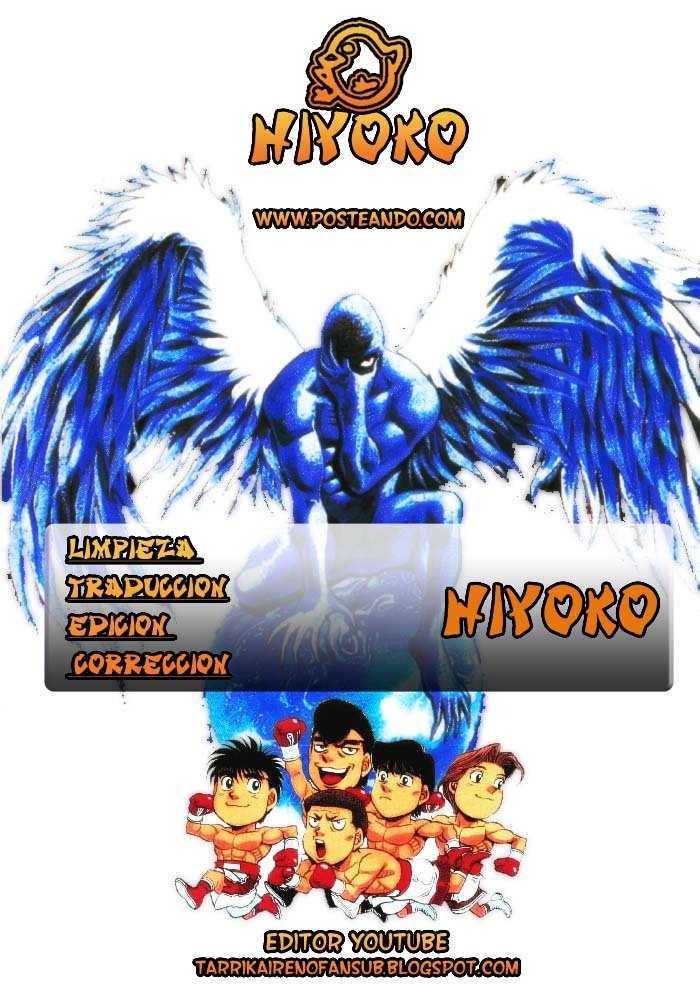 HIYOKO
WWW.POSTEANDO.COM
LIMPIEZA
TRADUCCION
EDICION
CORRECCION
HIYOKO
EDITOR YOUTUBE
TARRIKAIRENOFANSUB.BLOGSPOT.COM